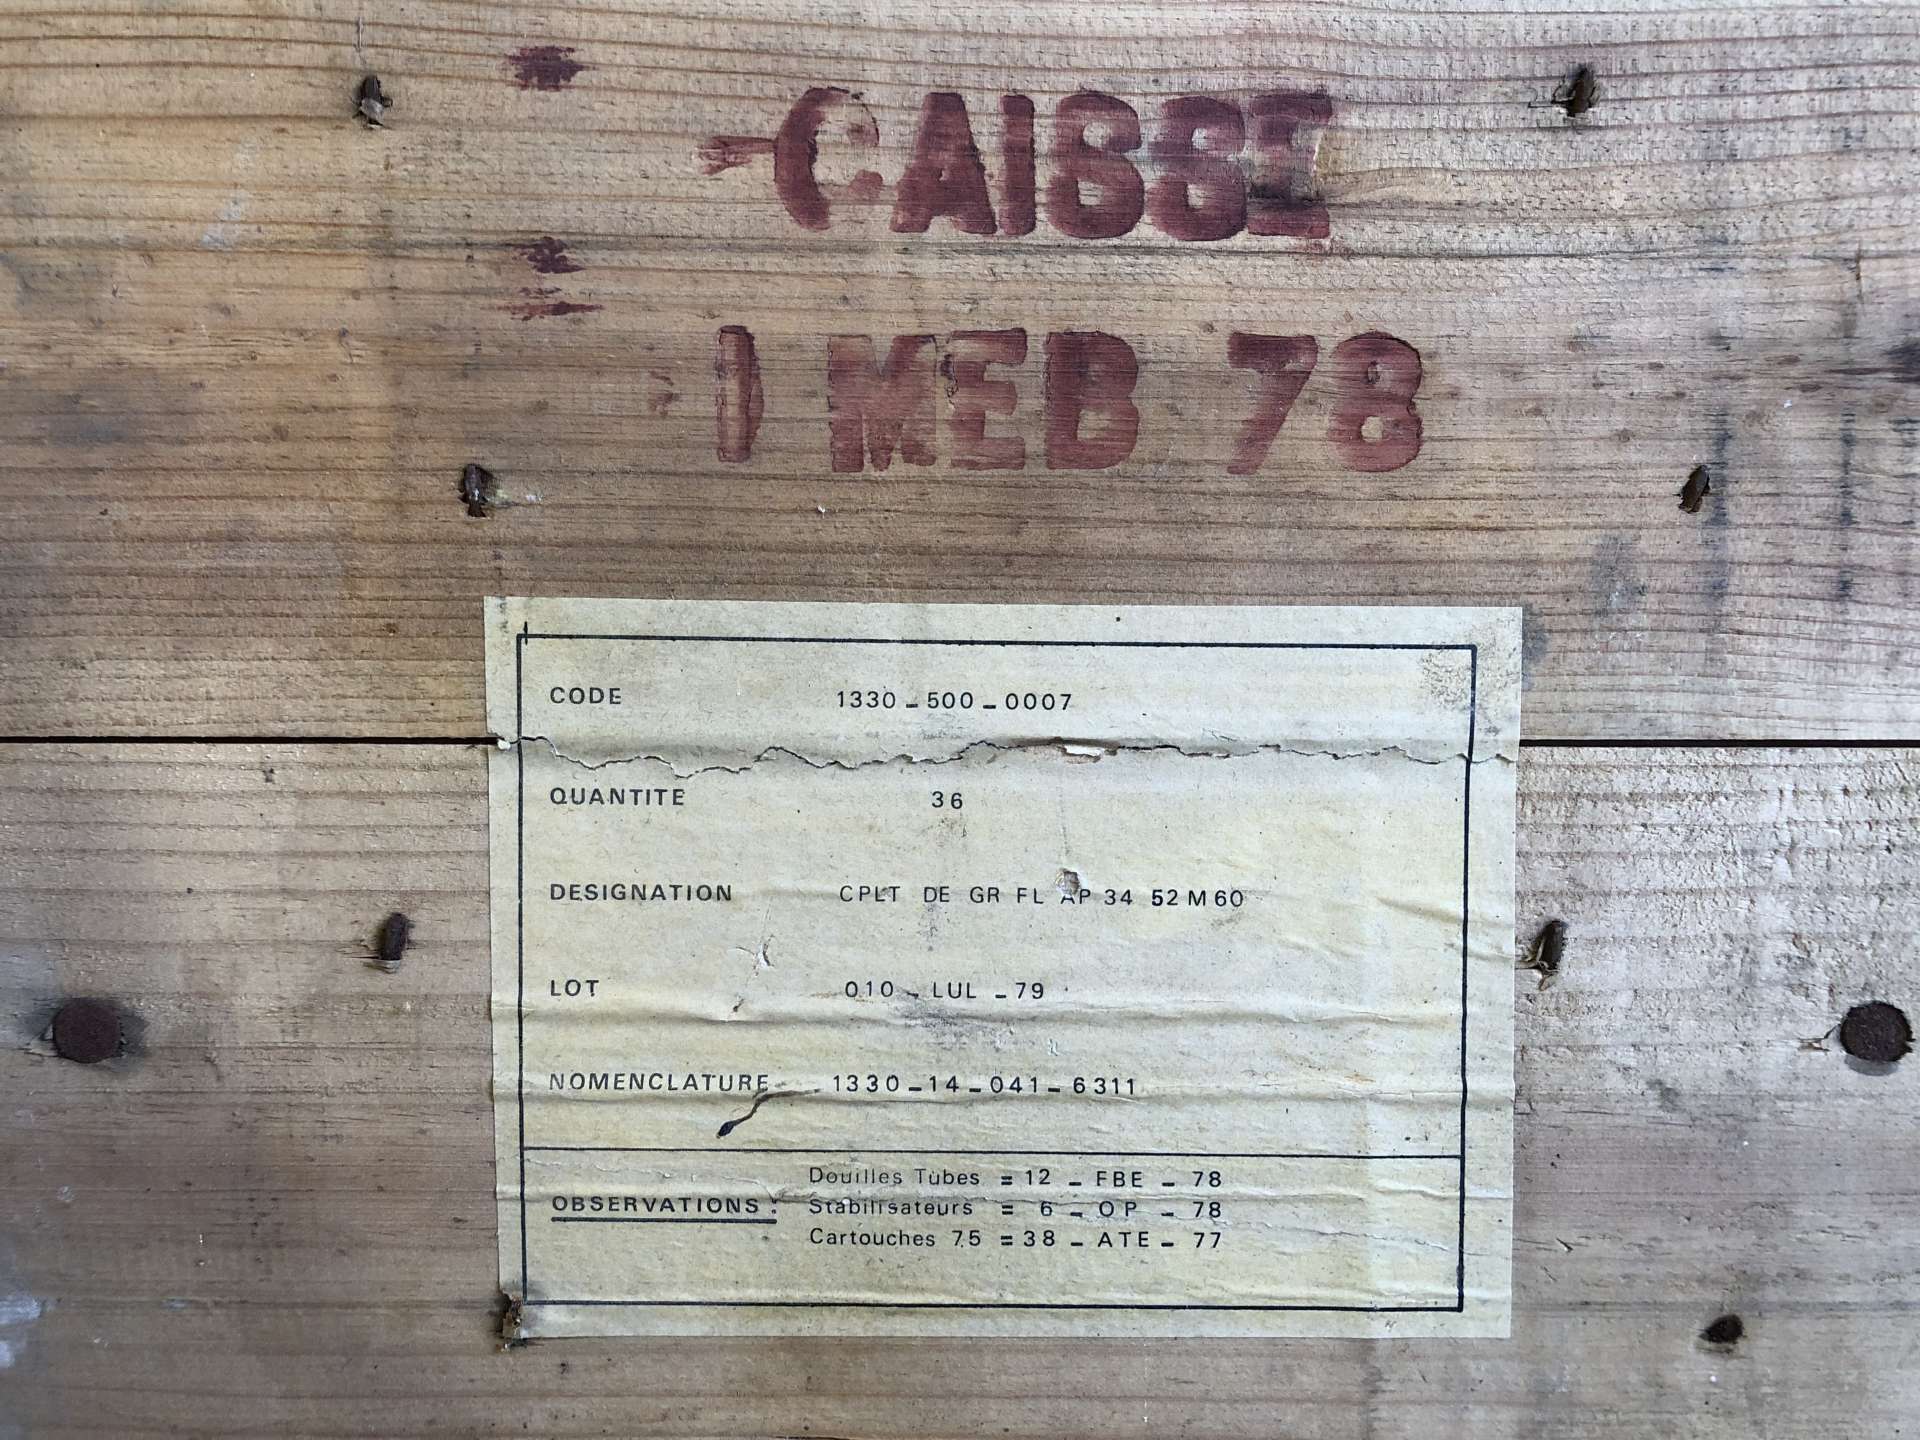 CAISSE
1 MEB 78
CODE 1330-500-0007
QUANTITE 36
DESIGNATION CPLT DE GR FL AP 34 52 M 60
LOT 010-LUL-79
NOMENCLATURE 1330-14-041-6311
OBSERVATIONS :
Douilles Tubes = 12 - FBE - 78
Stabilisateurs = 6 - OP - 78
Cartouches 7.5 = 38 - ATE - 77